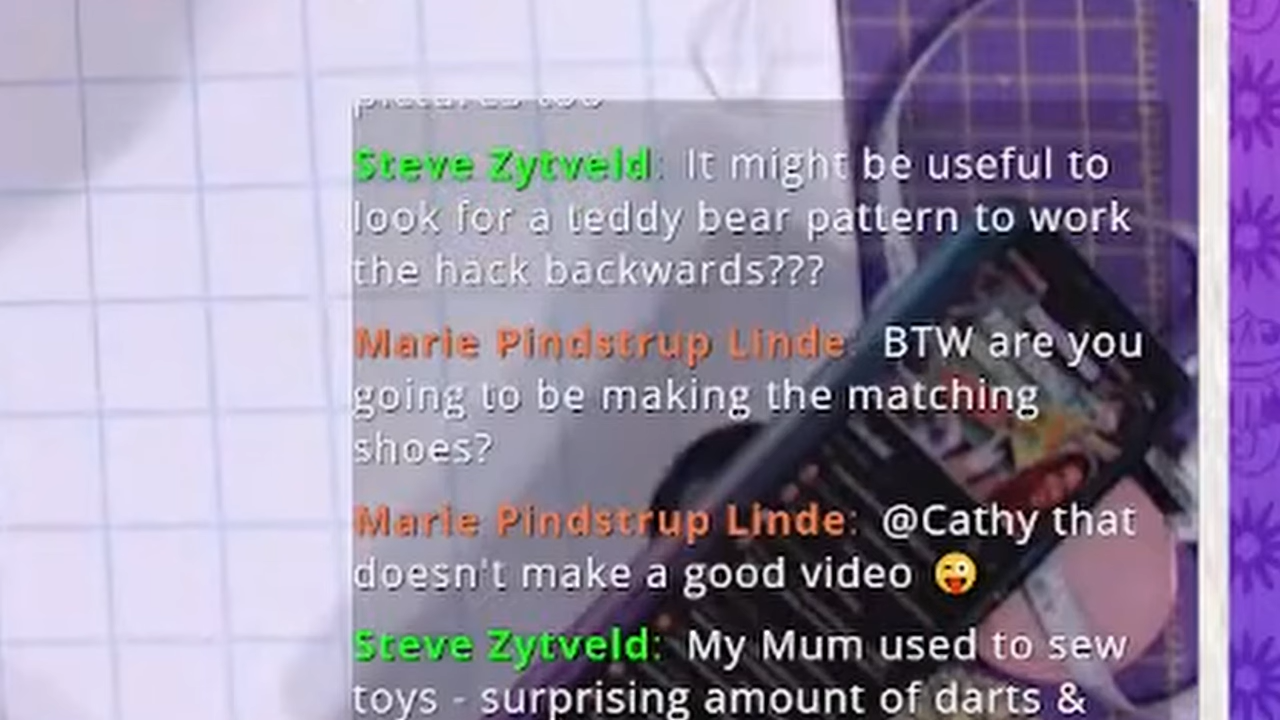 pictures too
Steve Zytveld: It might be useful to
look for a teddy bear pattern to work
the hack backwards???
Marie Pindstrup Linde: BTW are you
going to be making the matching
shoes?
Marie Pindstrup Linde: @Cathy that
doesn't make a good video 😜
Steve Zytveld: My Mum used to sew
toys - surprising amount of darts &